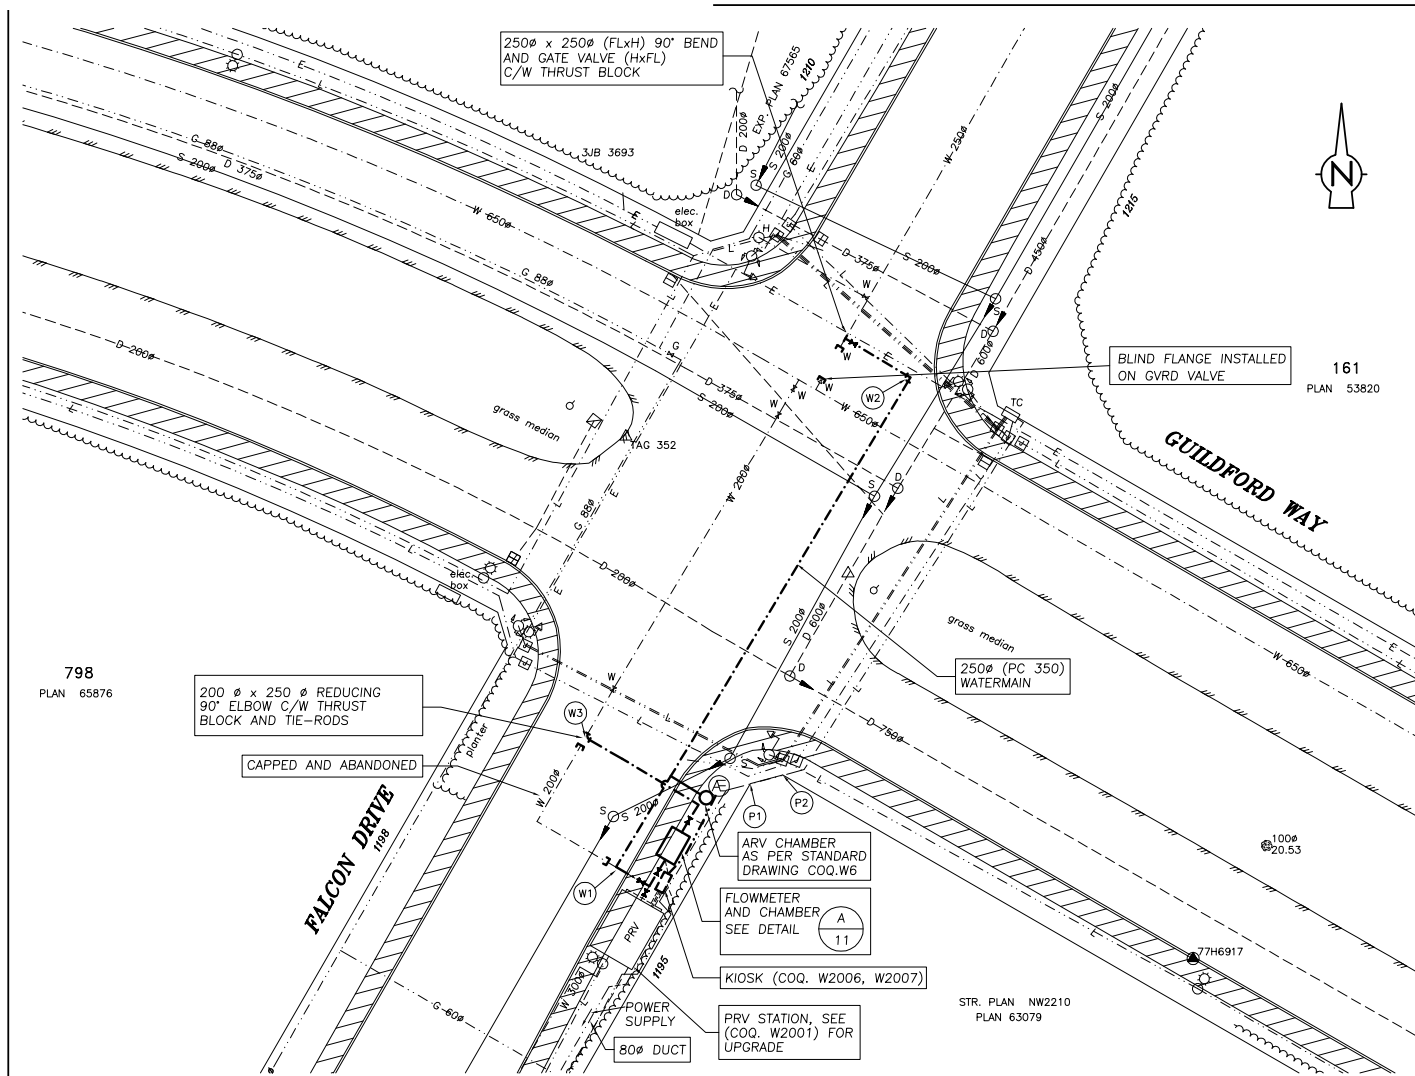 250ø x 250ø (FLxH) 90° BEND
AND GATE VALVE (HxFL)
C/W THRUST BLOCK
EXP. PLAN 67565
1210
D 200ø
S 200ø
G 60ø
S 200ø
W 250ø
3JB 3693
G 88ø
S 200ø
D 375ø
W 650ø
elec.
box
S
D
H
N
1215
D 450ø
D 375ø
S 200ø
G 88ø
W
S
D
D 600ø
BLIND FLANGE INSTALLED
ON GVRD VALVE
161
PLAN 53820
D 200ø
G
D 375ø
S 200ø
W
W
W
W
W2
W 650ø
TC
grass median
TAG 352
GUILDFORD WAY
W 200ø
S
D
G 88ø
E
E
L
elec.
box
D 200ø
S 200ø
D 600ø
grass median
W 650ø
D
250ø (PC 350)
WATERMAIN
798
PLAN 65876
200 ø x 250 ø REDUCING
90° ELBOW C/W THRUST
BLOCK AND TIE-RODS
W
W3
planter
D 750ø
CAPPED AND ABANDONED
W 200ø
S
S 200ø
P1
P2
FALCON DRIVE
1198
ARV CHAMBER
AS PER STANDARD
DRAWING COQ.W6
100ø
20.53
W1
FLOWMETER
AND CHAMBER
SEE DETAIL
A
11
PRV
1195
77H6917
KIOSK (COQ. W2006, W2007)
W 300ø
G 60ø
POWER
SUPPLY
PRV STATION, SEE
(COQ. W2001) FOR
UPGRADE
80ø DUCT
STR. PLAN NW2210
PLAN 63079